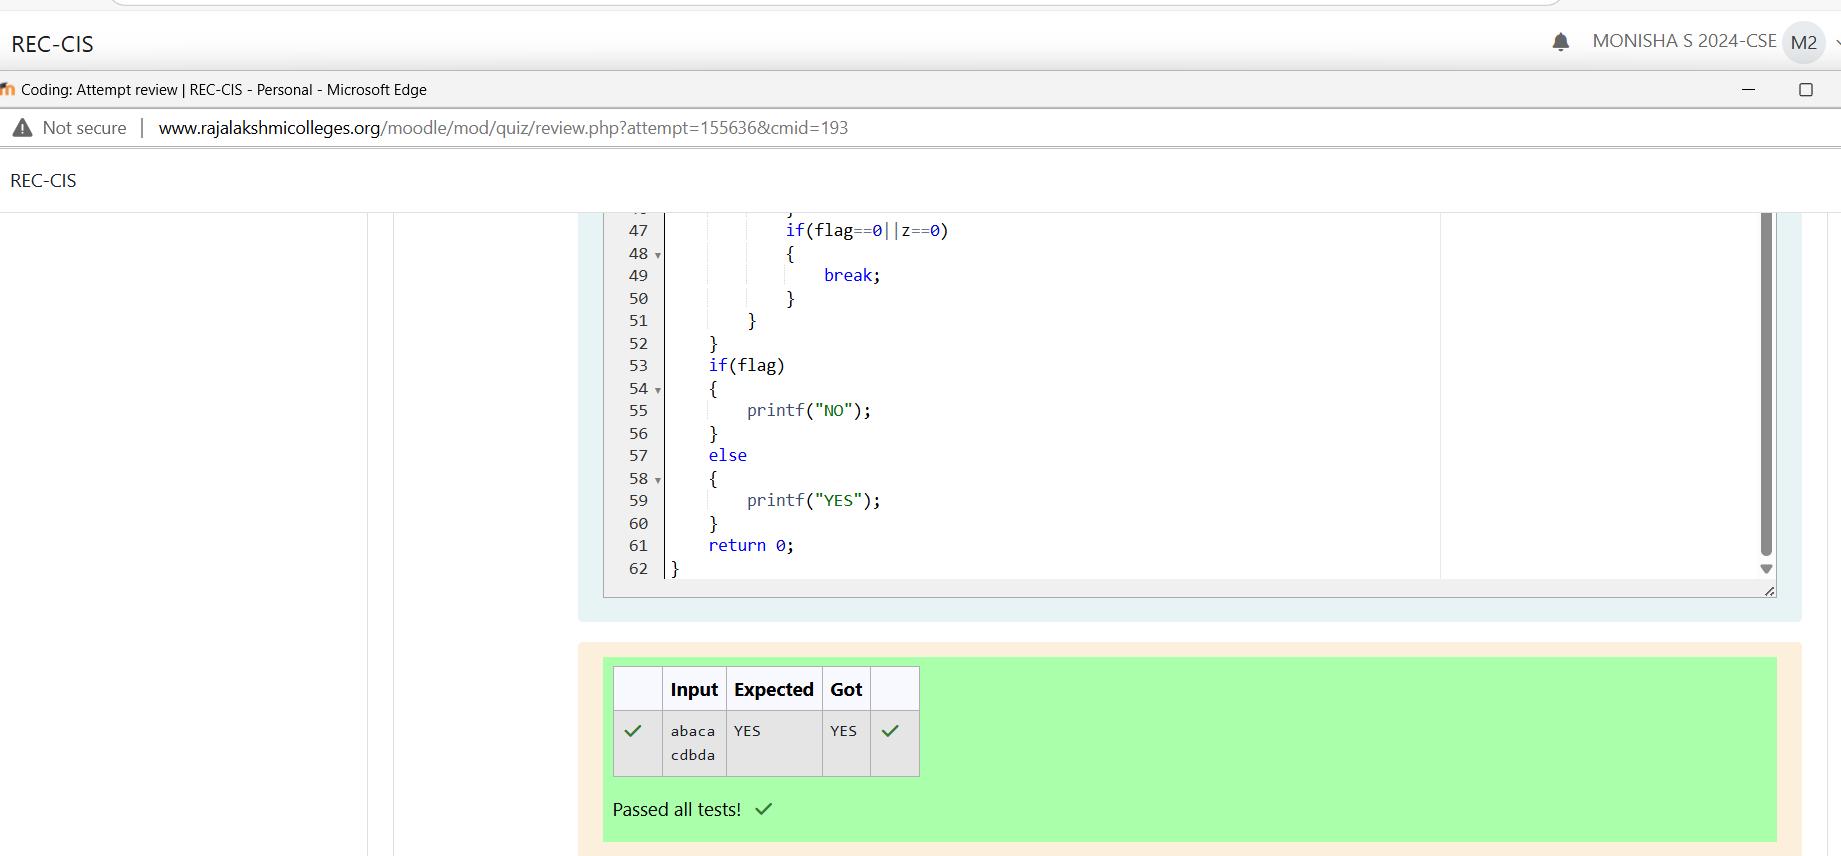 REC-CIS
MONISHA S 2024-CSE M2
Coding: Attempt review | REC-CIS - Personal - Microsoft Edge
Not secure | www.rajalakshmicolleges.org/moodle/mod/quiz/review.php?attempt=155636&cmid=193
REC-CIS
47 if(flag==0||z==0)
48 {
49 break;
50 }
51 }
52 }
53 if(flag)
54 {
55 printf("NO");
56 }
57 else
58 {
59 printf("YES");
60 }
61 return 0;
62 }
Input Expected Got
abaca YES YES
cdbda
Passed all tests!